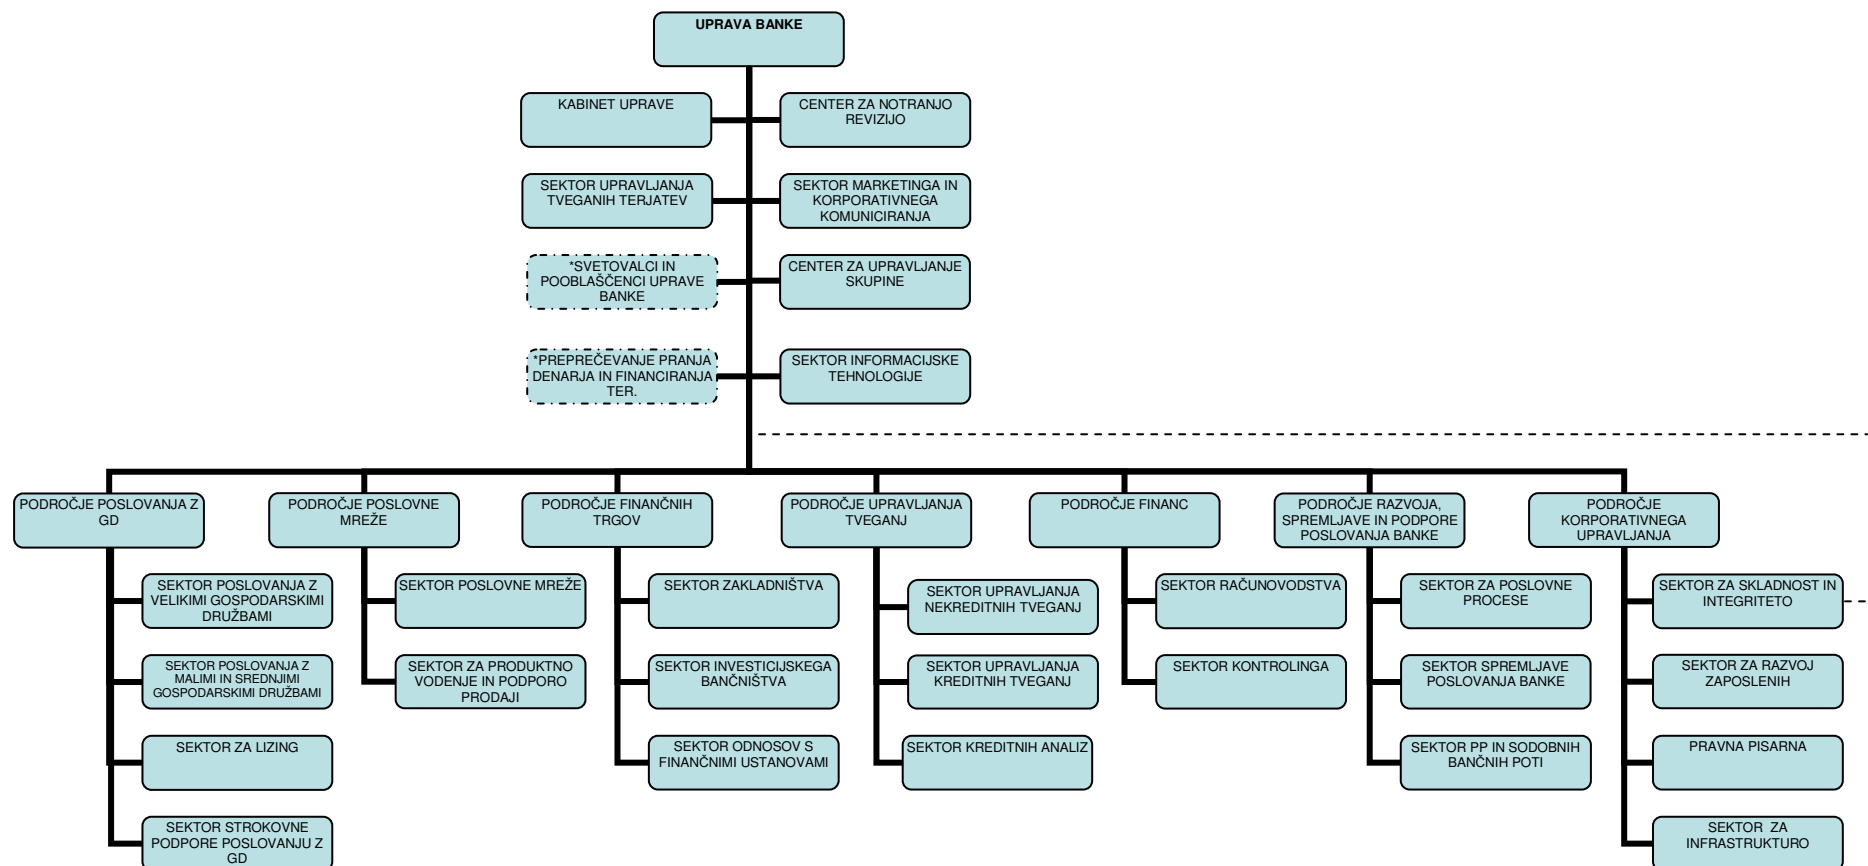 UPRAVA BANKE
KABINET UPRAVE
CENTER ZA NOTRANJO
REVIZIJO
SEKTOR UPRAVLJANJA
TVEGANIH TERJATEV
SEKTOR MARKETINGA IN
KORPORATIVNEGA
KOMUNICIRANJA
*SVETOVALCI IN
POOBLAŠČENCI UPRAVE
BANKE
CENTER ZA UPRAVLJANJE
SKUPINE
*PREPREČEVANJE PRANJA
DENARJA IN FINANCIRANJA
TER.
SEKTOR INFORMACIJSKE
TEHNOLOGIJE
PODROČJE POSLOVANJA Z
GD
PODROČJE POSLOVNE
MREŽE
PODROČJE FINANČNIH
TRGOV
PODROČJE UPRAVLJANJA
TVEGANJ
PODROČJE FINANC
PODROČJE RAZVOJA,
SPREMLJAVE IN PODPORE
POSLOVANJA BANKE
PODROČJE
KORPORATIVNEGA
UPRAVLJANJA
SEKTOR POSLOVANJA Z
VELIKIMI GOSPODARSKIMI
DRUŽBAMI
SEKTOR POSLOVNE MREŽE
SEKTOR ZAKLADNIŠTVA
SEKTOR UPRAVLJANJA
NEKREDITNIH TVEGANJ
SEKTOR RAČUNOVODSTVA
SEKTOR ZA POSLOVNE
PROCESE
SEKTOR ZA SKLADNOST IN
INTEGRITETO
SEKTOR POSLOVANJA Z
MALIMI IN SREDNJIMI
GOSPODARSKIMI DRUŽBAMI
SEKTOR ZA PRODUKTNO
VODENJE IN PODPORO
PRODAJI
SEKTOR INVESTICIJSKEGA
BANČNIŠTVA
SEKTOR UPRAVLJANJA
KREDITNIH TVEGANJ
SEKTOR KONTROLINGA
SEKTOR SPREMLJAVE
POSLOVANJA BANKE
SEKTOR ZA RAZVOJ
ZAPOSLENIH
SEKTOR ZA LIZING
SEKTOR ODNOSOV S
FINANČNIMI USTANOVAMI
SEKTOR KREDITNIH ANALIZ
SEKTOR PP IN SODOBNIH
BANČNIH POTI
PRAVNA PISARNA
SEKTOR STROKOVNE
PODPORE POSLOVANJU Z
GD
SEKTOR  ZA
INFRASTRUKTURO